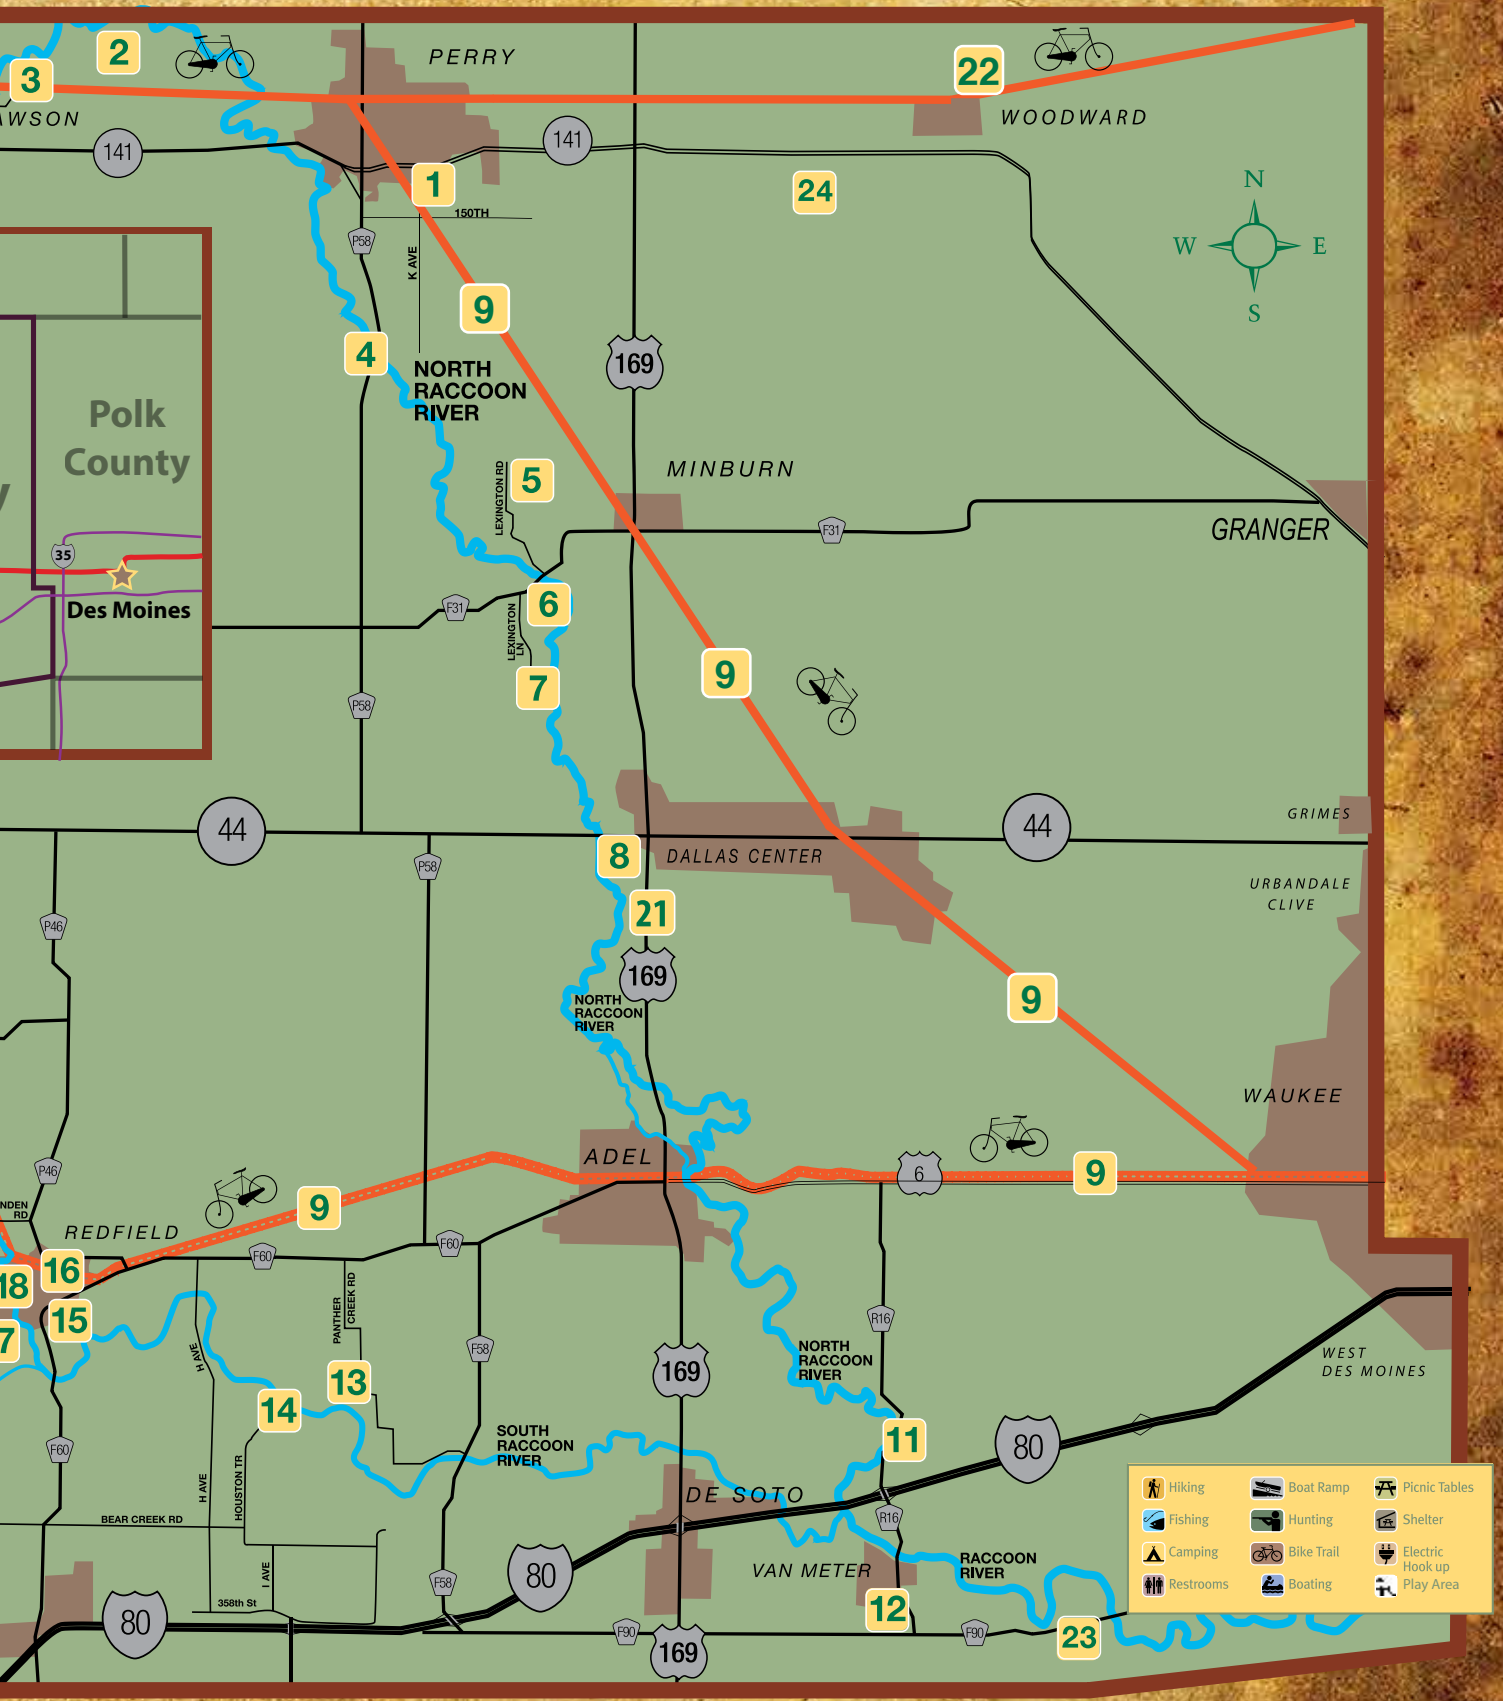 2
3
PERRY
22
WOODWARD
AWSON
141
141
1
24
150TH
N
W E
S
P58
K AVE
9
4
169
NORTH
RACCOON
RIVER
Polk
County
y
MINBURN
LEXINGTON RD
5
F31
GRANGER
35
Des Moines
F31
6
LEXINGTON
LN
7
9
P58
44
44
GRIMES
8
DALLAS CENTER
P58
URBANDALE
CLIVE
21
P46
169
9
NORTH
RACCOON
RIVER
WAUKEE
ADEL
P46
6
9
NDEN
RD
9
REDFIELD
F60
F60
16
18
PANTHER
CREEK RD
15
7
R16
H AVE
F58
NORTH
RACCOON
RIVER
WEST
DES MOINES
169
13
14
11
SOUTH
RACCOON
RIVER
F60
80
H AVE
HOUSTON TR
DE SOTO
BEAR CREEK RD
R16
RACCOON
RIVER
VAN METER
I AVE
80
F58
358th St
80
12
F90
F90
23
169
Hiking
Boat Ramp
Picnic Tables
Fishing
Hunting
Shelter
Camping
Bike Trail
Electric
Hook up
Restrooms
Boating
Play Area